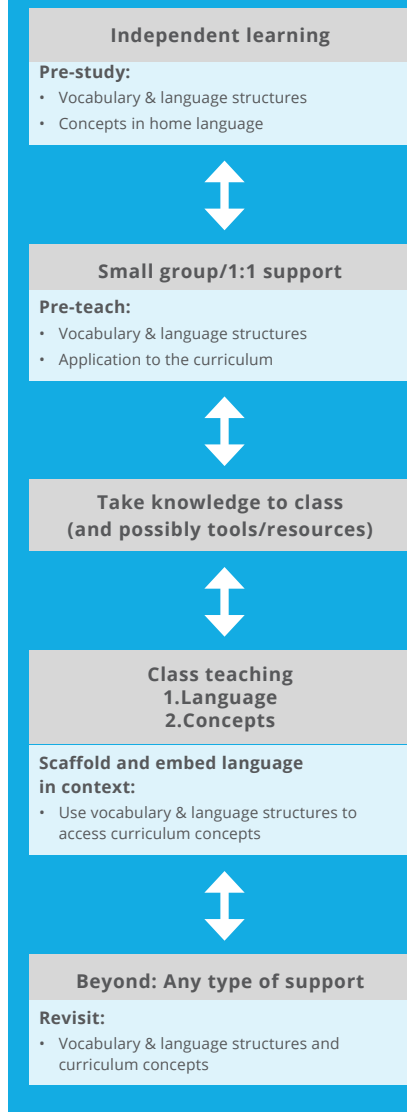 Independent learning
Pre-study:
• Vocabulary & language structures
• Concepts in home language
Small group/1:1 support
Pre-teach:
• Vocabulary & language structures
• Application to the curriculum
Take knowledge to class
(and possibly tools/resources)
Class teaching
1.Language
2.Concepts
Scaffold and embed language
in context:
• Use vocabulary & language structures to
access curriculum concepts
Beyond: Any type of support
Revisit:
• Vocabulary & language structures and
curriculum concepts